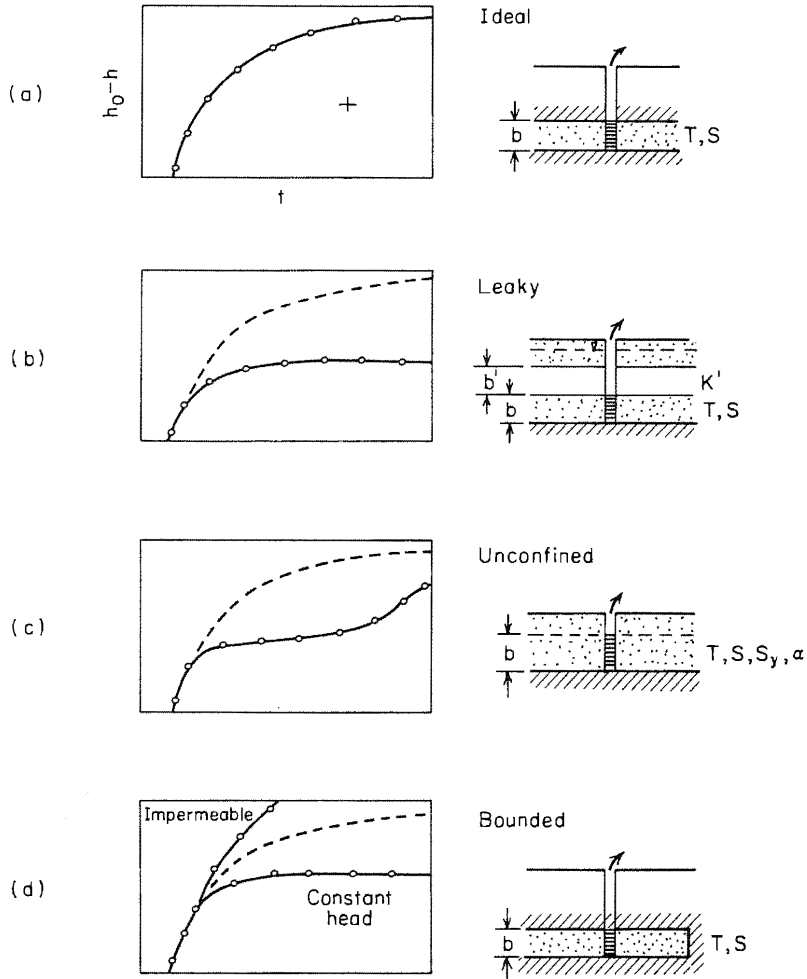 (a)
h₀–h
t
Ideal
b
T,S
(b)
Leaky
b'
K'
b
T,S
(c)
Unconfined
b
T,S,Sy,α
(d)
Impermeable
Constant
head
Bounded
b
T,S